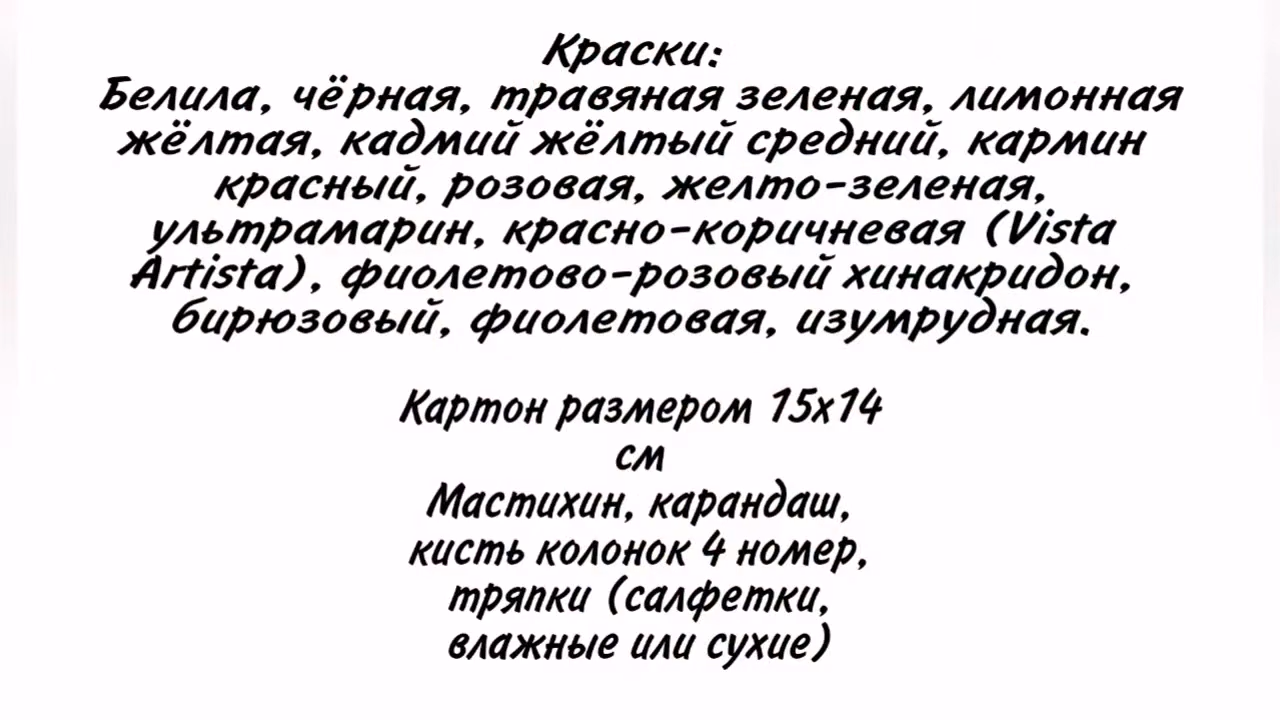 Краски:
Белила, чёрная, травяная зеленая, лимонная
жёлтая, кадмий жёлтый средний, кармин
красный, розовая, желто-зеленая,
ультрамарин, красно-коричневая (Vista
Artista), фиолетово-розовый хинакридон,
бирюзовый, фиолетовая, изумрудная.
Картон размером 15х14
см
Мастихин, карандаш,
кисть колонок 4 номер,
тряпки (салфетки,
влажные или сухие)